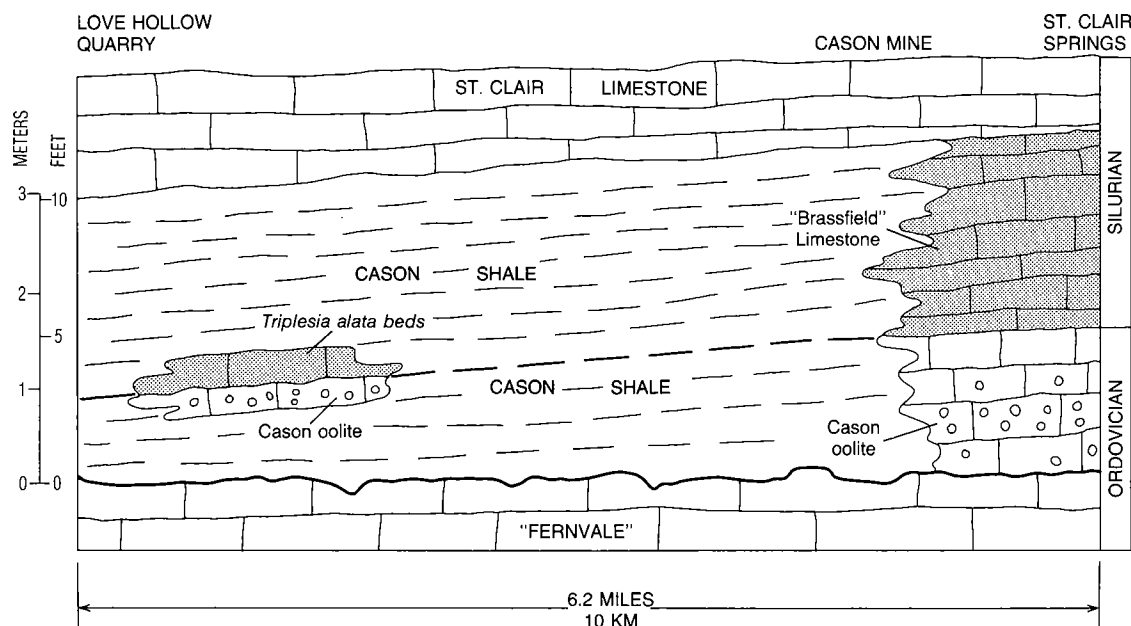 LOVE HOLLOW
QUARRY
CASON MINE
ST. CLAIR
SPRINGS
ST. CLAIR LIMESTONE
METERS
FEET
3 10
2
5
1
0 0
"Brassfield"
Limestone
CASON SHALE
Triplesia alata beds
CASON SHALE
Cason oolite
Cason
oolite
"FERNVALE"
SILURIAN
ORDOVICIAN
6.2 MILES
10 KM